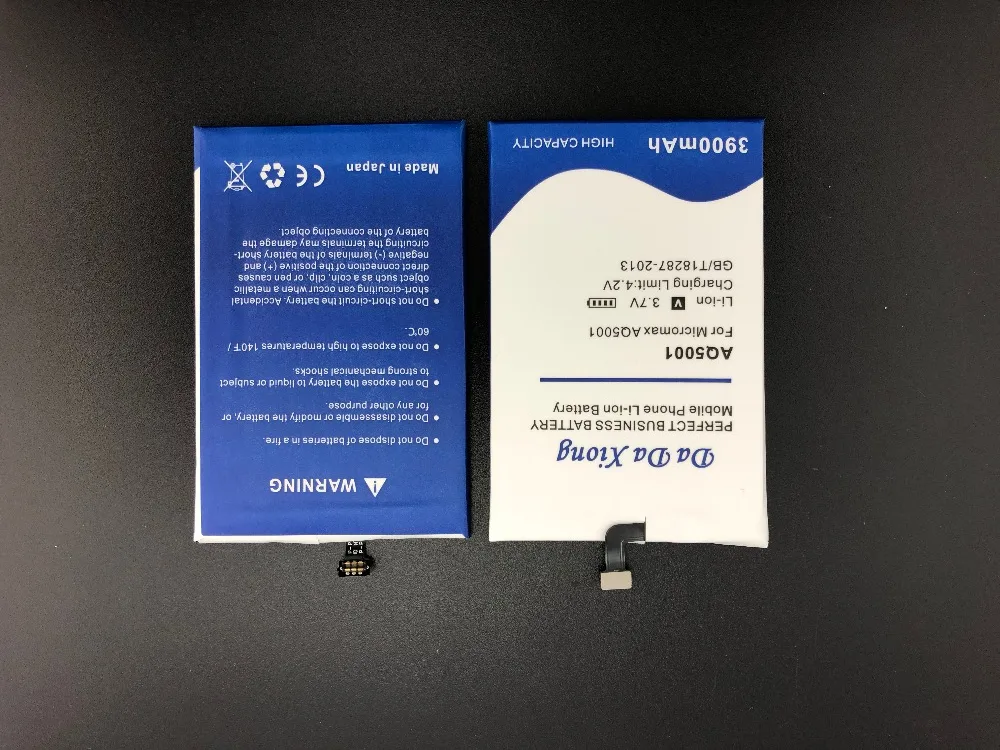 WARNING
Do not dispose of batteries in a fire.
Do not disassemble or modify the battery, or
for any other purpose.
Do not expose the battery to liquid or subject
to strong mechanical shocks.
Do not expose to high temperatures 140℉ /
60℃.
Do not short-circuit the battery. Accidental
short-circuiting can occur when a metallic
object such as a coin, clip, or pen causes
direct connection of the positive (+) and
negative (-) terminals of the battery short-
circuiting the terminals may damage the
battery of the connecting object.
Made in Japan CE
Da Da Xiong
PERFECT BUSINESS BATTERY
Mobile Phone Li-ion Battery
AQ5001
For Micromax AQ5001
Li-ion V 3.7V
Charging Limit:4.2V
GB/T18287-2013
3900mAh HIGH CAPACITY